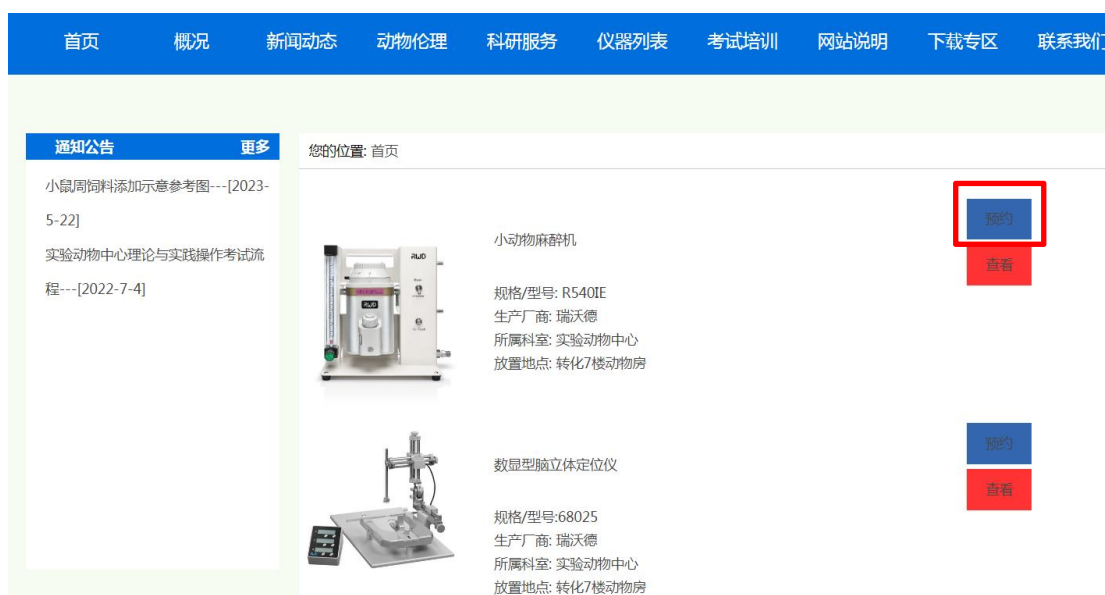 首页 概况 新闻动态 动物伦理 科研服务 仪器列表 考试培训 网站说明 下载专区 联系我们
通知公告 更多
小鼠周饲料添加示意参考图---[2023-
5-22]
实验动物中心理论与实践操作考试流
程---[2022-7-4]
您的位置: 首页
RWD
RWD
小动物麻醉机
规格/型号: R540IE
生产厂商: 瑞沃德
所属科室: 实验动物中心
放置地点: 转化7楼动物房
预约
查看
数显型脑立体定位仪
规格/型号:68025
生产厂商: 瑞沃德
所属科室: 实验动物中心
放置地点: 转化7楼动物房
预约
查看